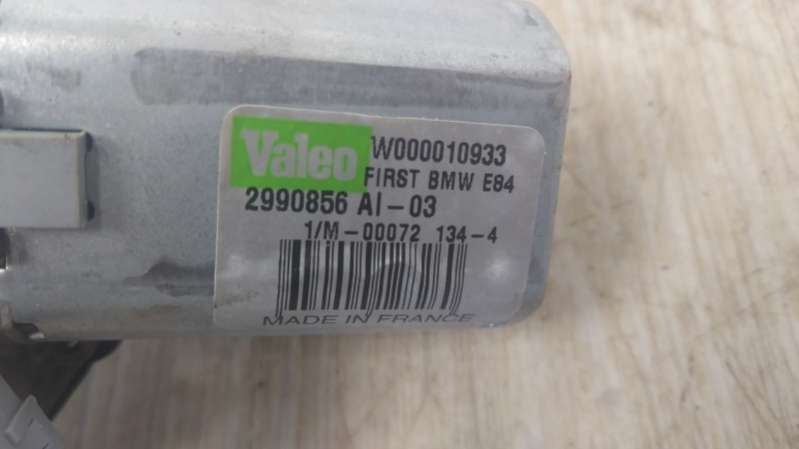 Valeo W000010933
FIRST BMW E84
2990856 AI-03
1/M-00072 134-4
MADE IN FRANCE